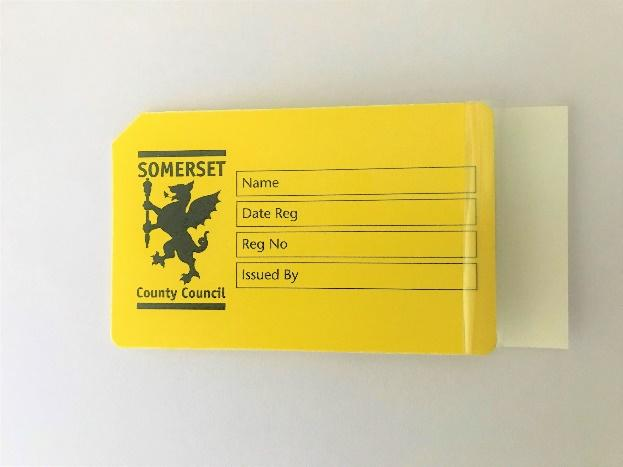 SOMERSET
County Council
Name
Date Reg
Reg No
Issued By